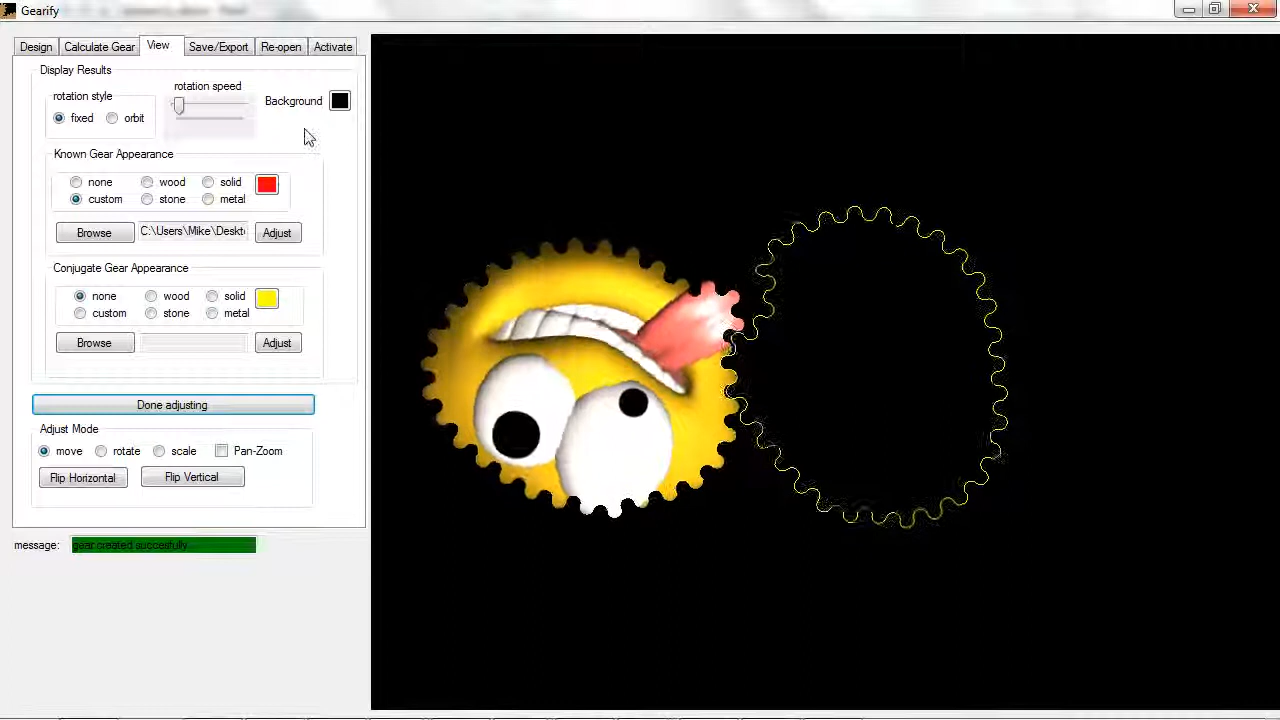 Gearify
Design Calculate Gear View Save/Export Re-open Activate
Display Results
rotation style
rotation speed
Background
fixed orbit
Known Gear Appearance
none wood solid
custom stone metal
Browse C:\Users\Mike\Deskt Adjust
Conjugate Gear Appearance
none wood solid
custom stone metal
Browse Adjust
Done adjusting
Adjust Mode
rotate scale Pan-Zoom
Flip Horizontal Flip Vertical
message: gear created succesfully